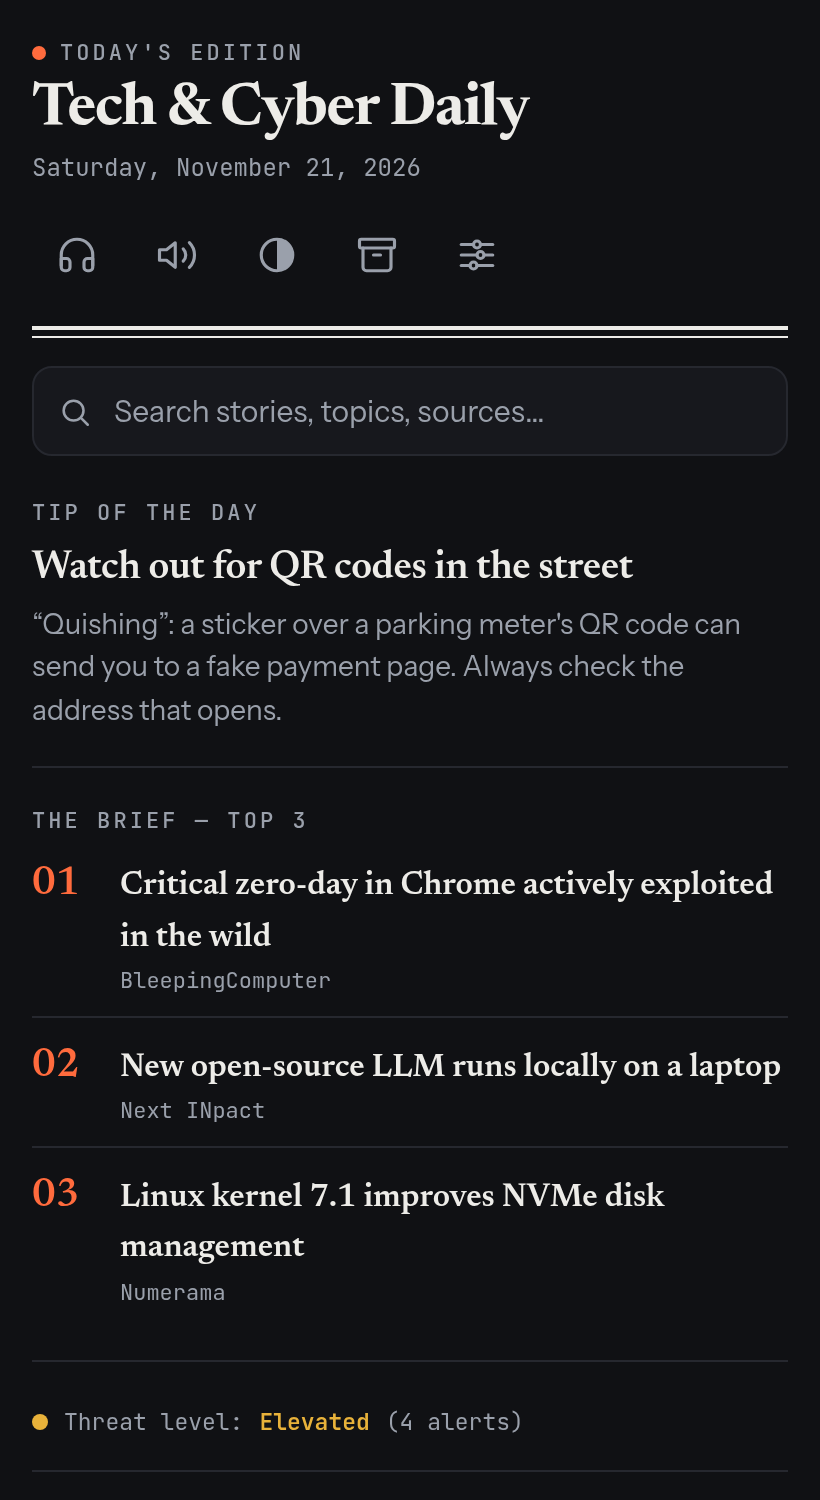 TODAY'S EDITION
Tech & Cyber Daily
Saturday, November 21, 2026
Search stories, topics, sources...
TIP OF THE DAY
Watch out for QR codes in the street
“Quishing”: a sticker over a parking meter's QR code can
send you to a fake payment page. Always check the
address that opens.
THE BRIEF — TOP 3
01 Critical zero-day in Chrome actively exploited
in the wild
BleepingComputer
02 New open-source LLM runs locally on a laptop
Next INpact
03 Linux kernel 7.1 improves NVMe disk
management
Numerama
Threat level: Elevated (4 alerts)